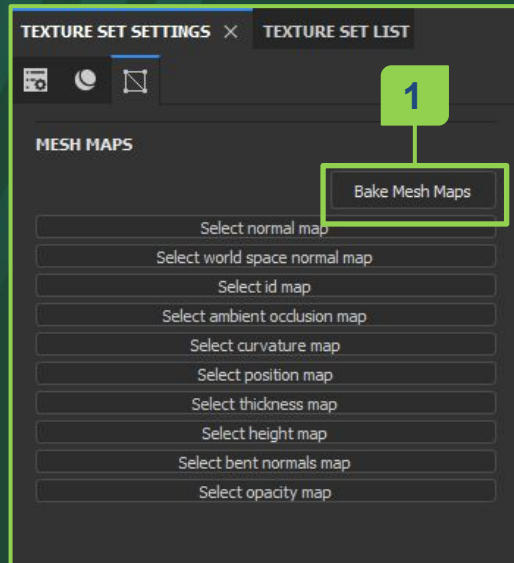 TEXTURE SET SETTINGS × TEXTURE SET LIST
1
MESH MAPS
Bake Mesh Maps
Select normal map
Select world space normal map
Select id map
Select ambient occlusion map
Select curvature map
Select position map
Select thickness map
Select height map
Select bent normals map
Select opacity map